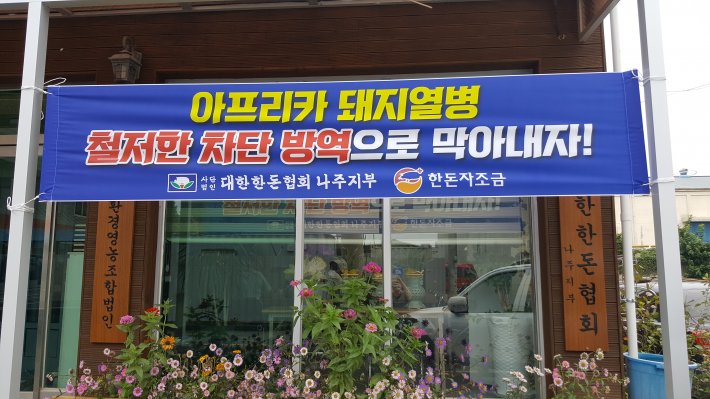 아프리카 돼지열병
철저한 차단 방역으로 막아내자!
사단법인 대한한돈협회 나주지부 한돈자조금
환경영농조합법인
한한돈협회
나주지부